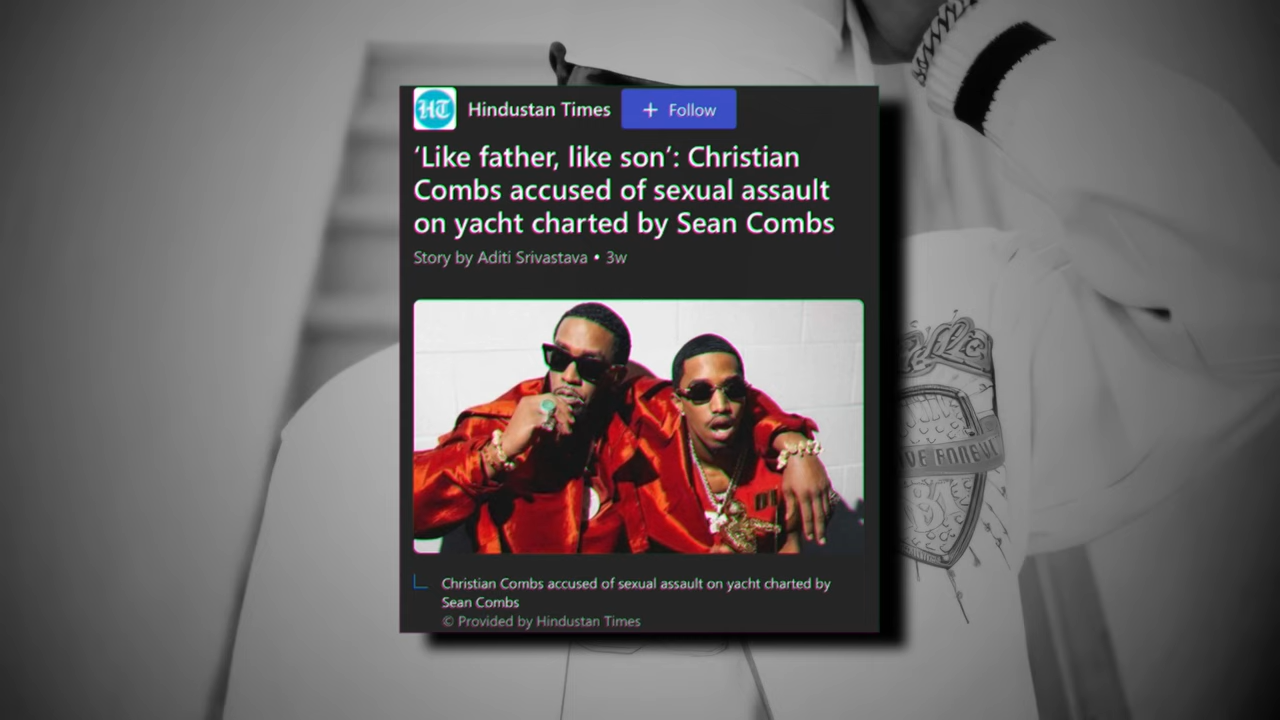 HT
Hindustan Times
+ Follow
‘Like father, like son’: Christian
Combs accused of sexual assault
on yacht charted by Sean Combs
Story by Aditi Srivastava • 3w
Christian Combs accused of sexual assault on yacht charted by
Sean Combs
© Provided by Hindustan Times